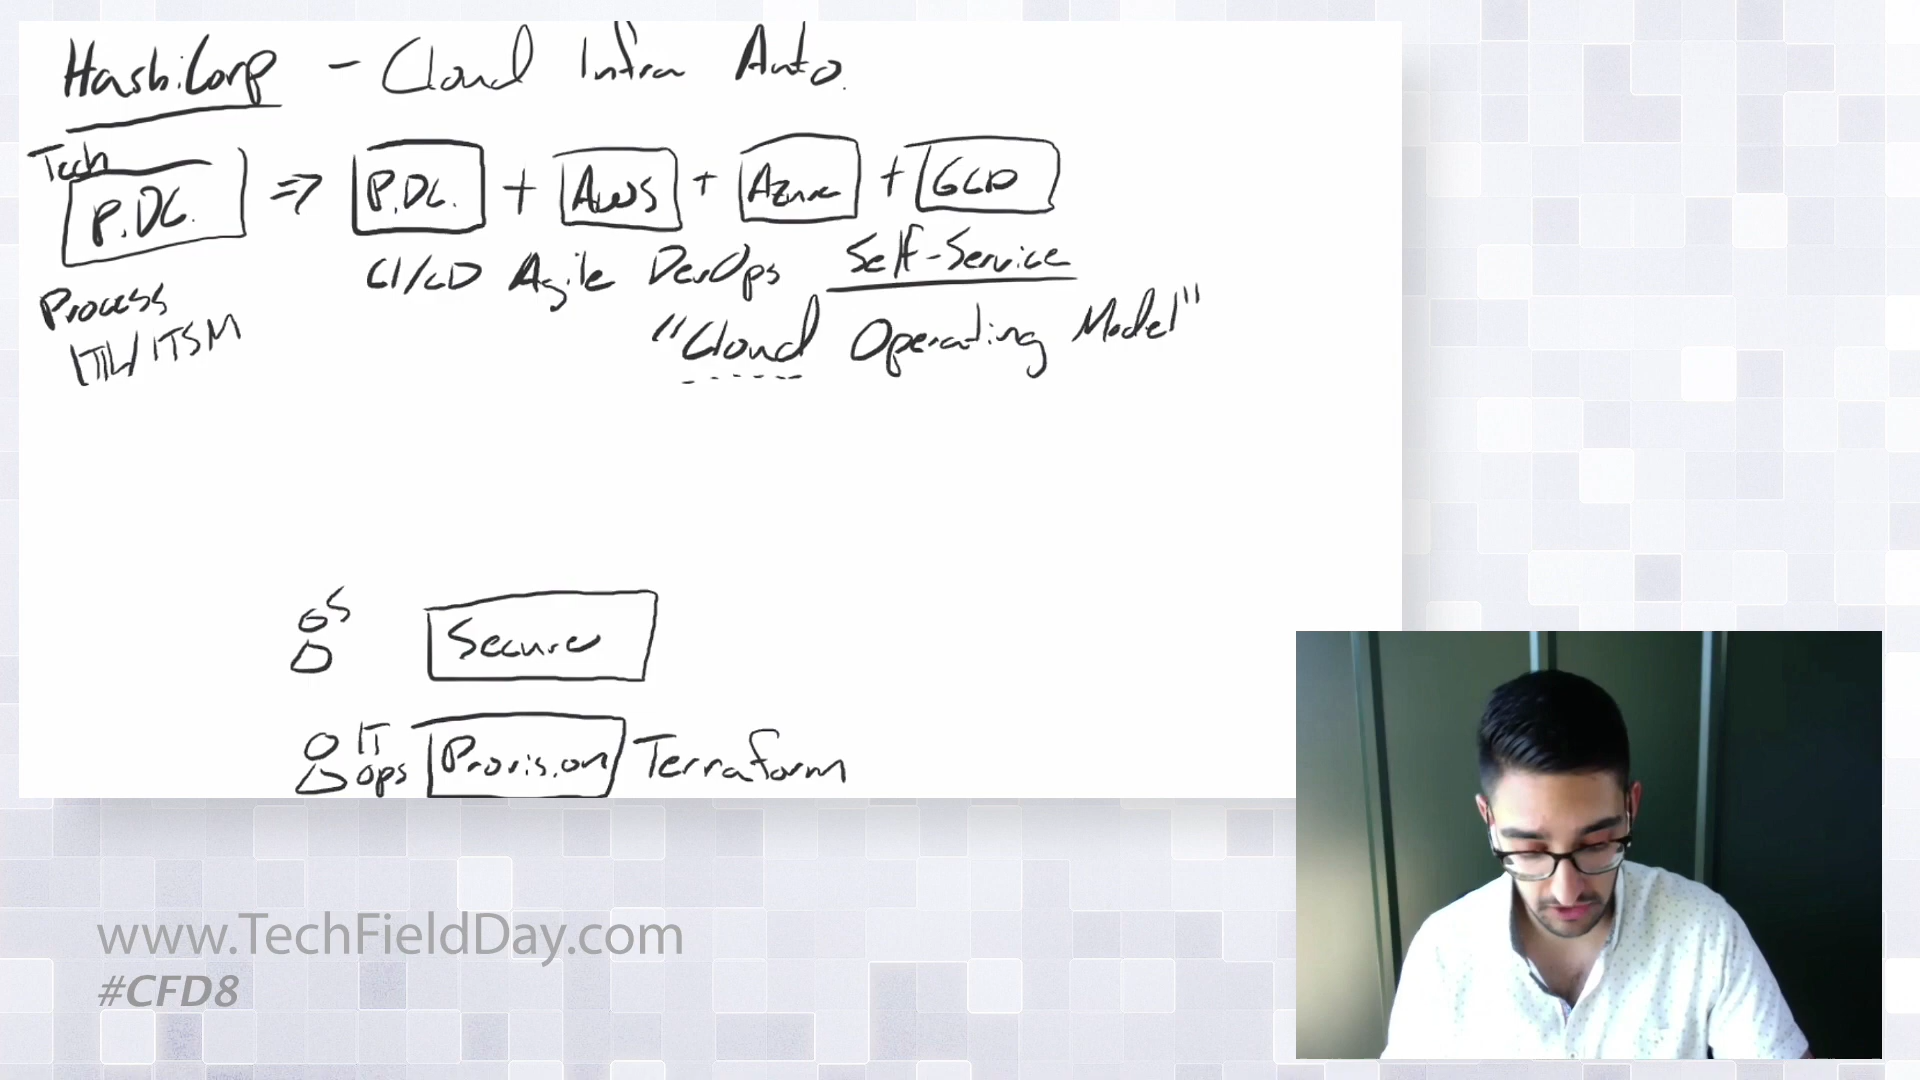 HashiCorp - Cloud Infra Auto.
Tech
P.DC. => P.DC. + AWS + Azure + GCP
CI/CD Agile DevOps Self-Service
Process
ITIL/ITSM
"Cloud Operating Model"
S
Secure
IT
Ops
Provision Terraform
www.TechFieldDay.com
#CFD8